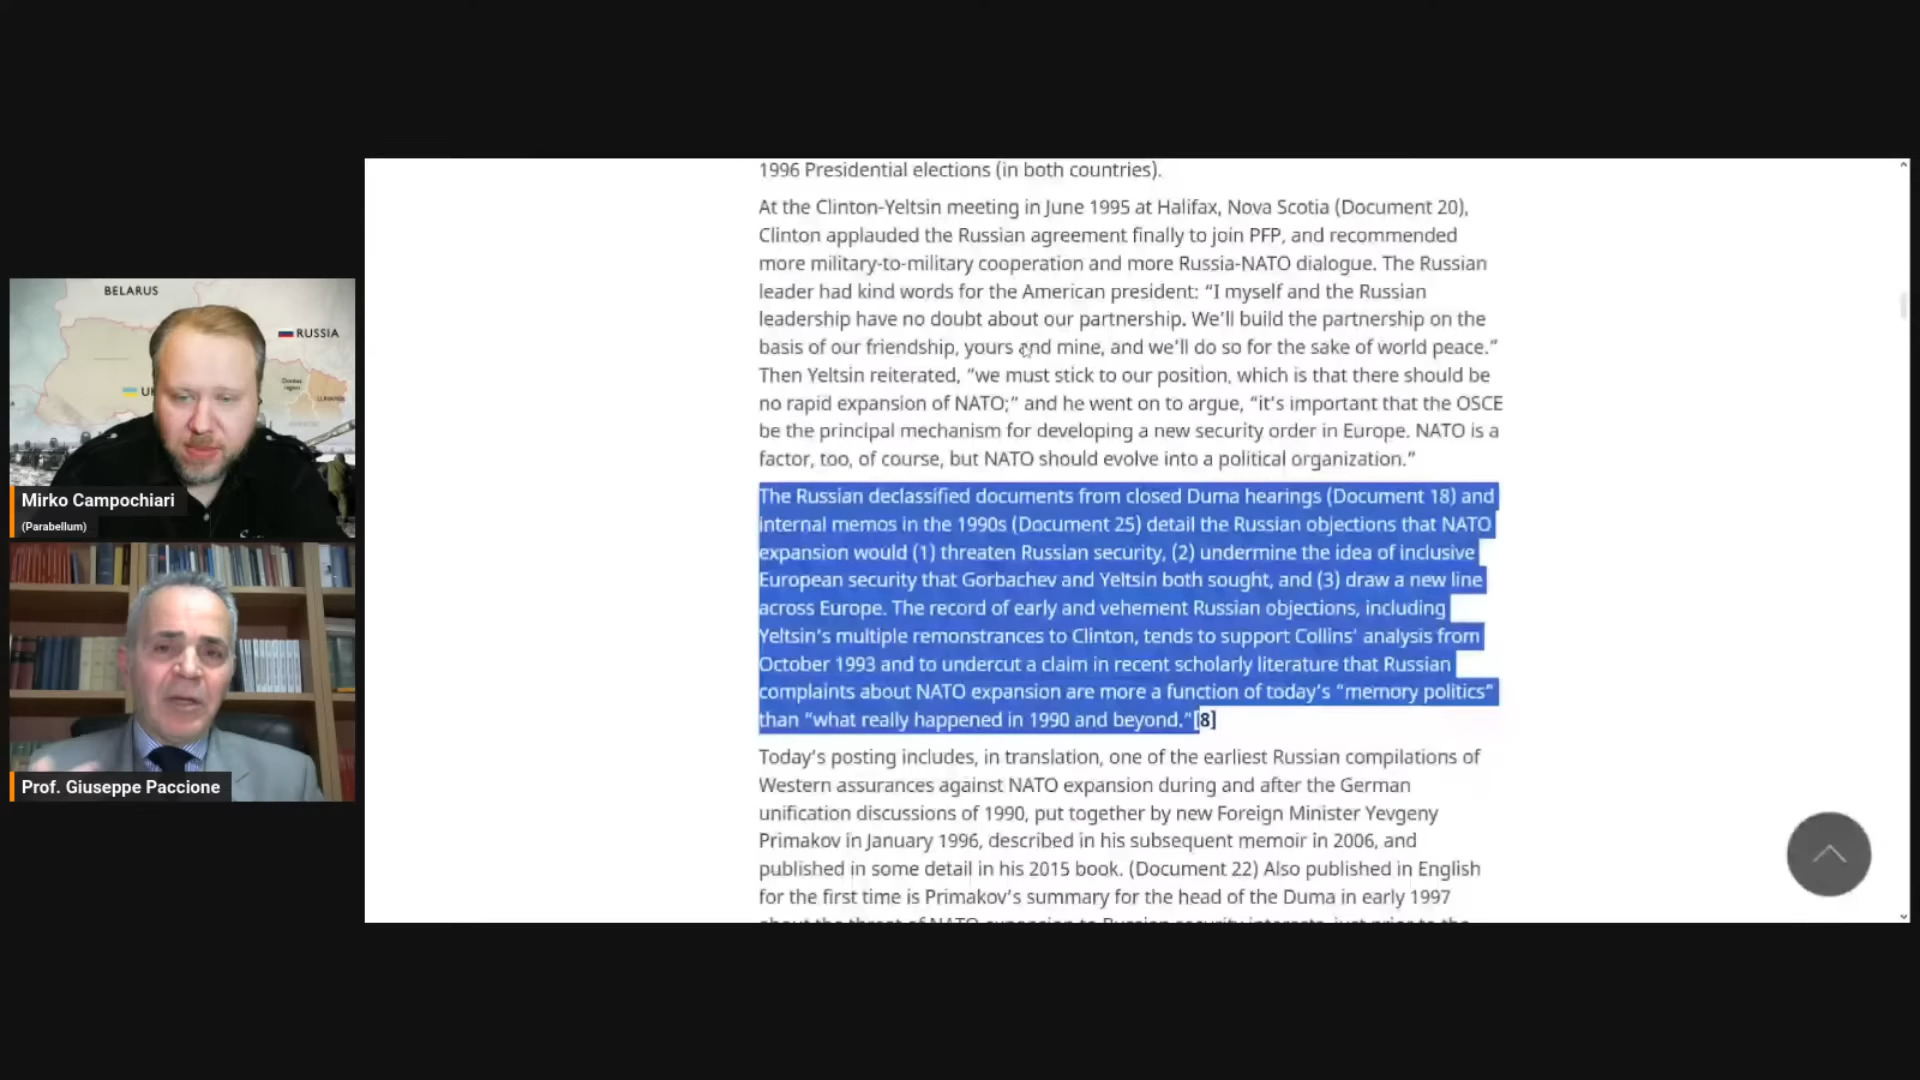 BELARUS
RUSSIA
UK
Donbas
region
Mirko Campochiari
(Parabellum)
Prof. Giuseppe Paccione
1996 Presidential elections (in both countries).
At the Clinton-Yeltsin meeting in June 1995 at Halifax, Nova Scotia (Document 20),
Clinton applauded the Russian agreement finally to join PFP, and recommended
more military-to-military cooperation and more Russia-NATO dialogue. The Russian
leader had kind words for the American president: “I myself and the Russian
leadership have no doubt about our partnership. We’ll build the partnership on the
basis of our friendship, yours and mine, and we’ll do so for the sake of world peace.”
Then Yeltsin reiterated, “we must stick to our position, which is that there should be
no rapid expansion of NATO;” and he went on to argue, “it’s important that the OSCE
be the principal mechanism for developing a new security order in Europe. NATO is a
factor, too, of course, but NATO should evolve into a political organization.”
The Russian declassified documents from closed Duma hearings (Document 18) and
internal memos in the 1990s (Document 25) detail the Russian objections that NATO
expansion would (1) threaten Russian security, (2) undermine the idea of inclusive
European security that Gorbachev and Yeltsin both sought, and (3) draw a new line
across Europe. The record of early and vehement Russian objections, including
Yeltsin’s multiple remonstrances to Clinton, tends to support Collins’ analysis from
October 1993 and to undercut a claim in recent scholarly literature that Russian
complaints about NATO expansion are more a function of today’s “memory politics”
than “what really happened in 1990 and beyond.”[8]
Today’s posting includes, in translation, one of the earliest Russian compilations of
Western assurances against NATO expansion during and after the German
unification discussions of 1990, put together by new Foreign Minister Yevgeny
Primakov in January 1996, described in his subsequent memoir in 2006, and
published in some detail in his 2015 book. (Document 22) Also published in English
for the first time is Primakov’s summary for the head of the Duma in early 1997
about the threat of NATO expansion to Russian security interests, just prior to the